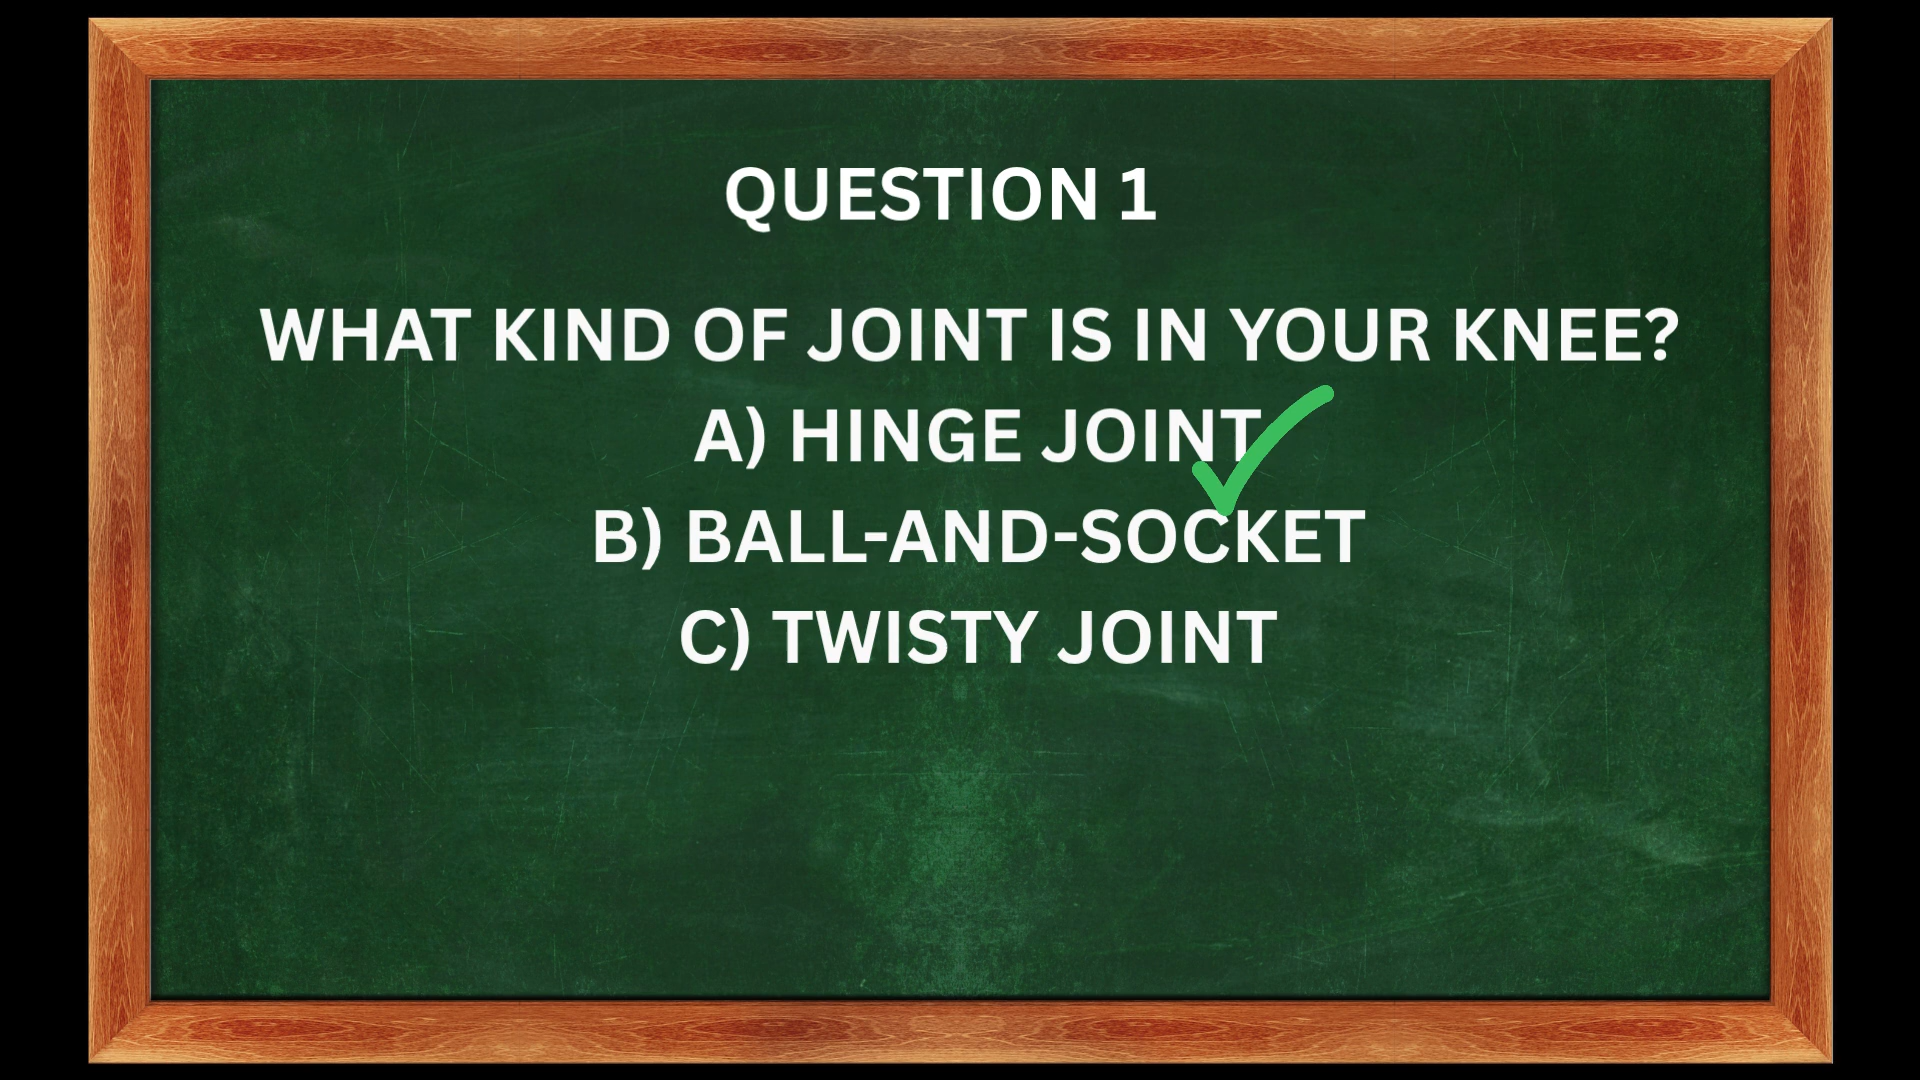 QUESTION 1
WHAT KIND OF JOINT IS IN YOUR KNEE?
A) HINGE JOINT
B) BALL-AND-SOCKET
C) TWISTY JOINT